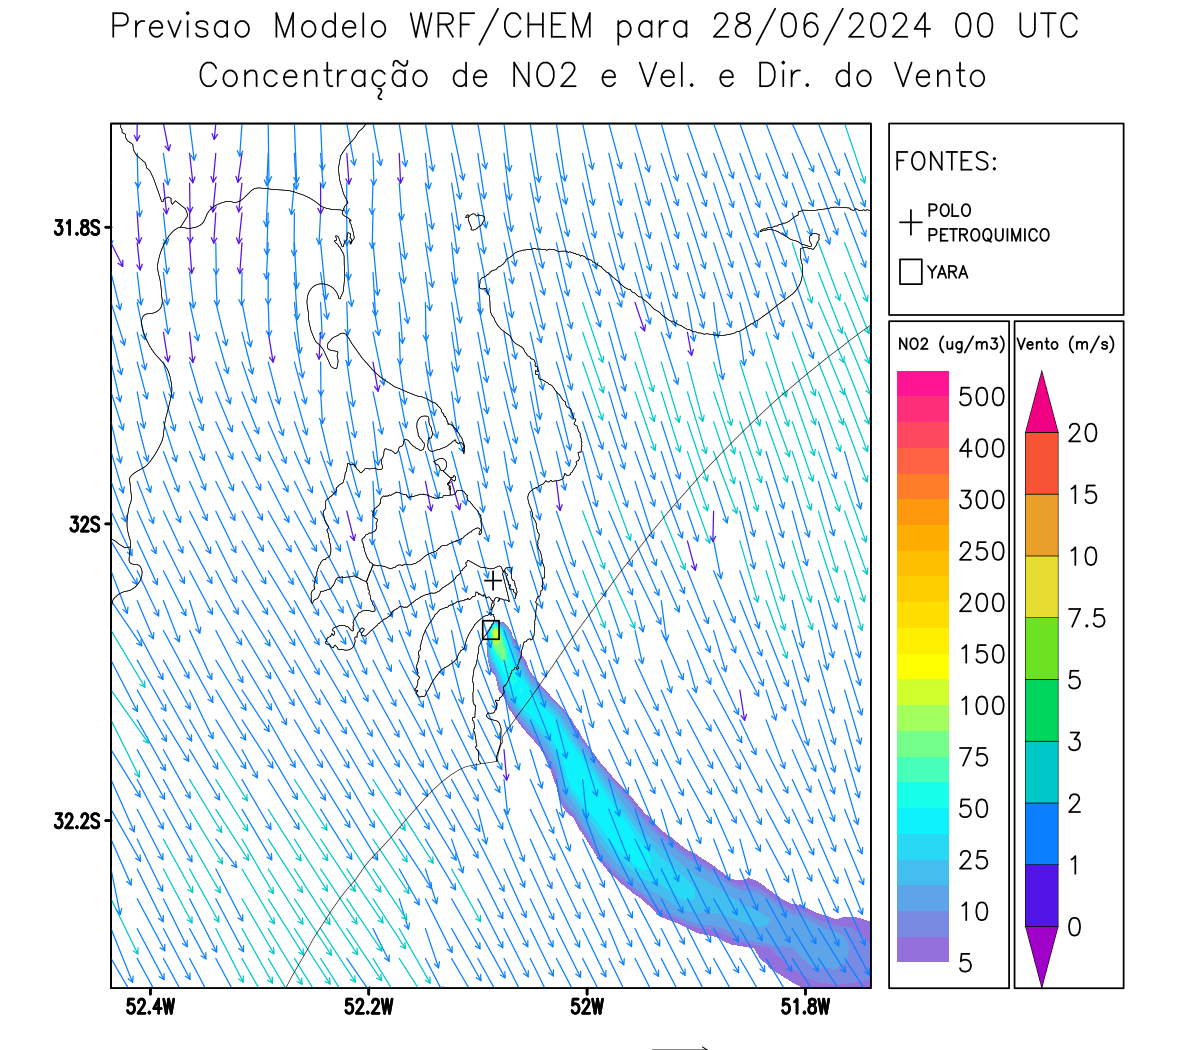 Previsao Modelo WRF/CHEM para 28/06/2024 00 UTC
Concentração de NO2 e Vel. e Dir. do Vento
FONTES:
POLO
PETROQUIMICO
YARA
31.8S
32S
32.2S
52.4W
52.2W
52W
51.8W
NO2 (ug/m3)
500
400
300
250
200
150
100
75
50
25
10
5
Vento (m/s)
20
15
10
7.5
5
3
2
1
0